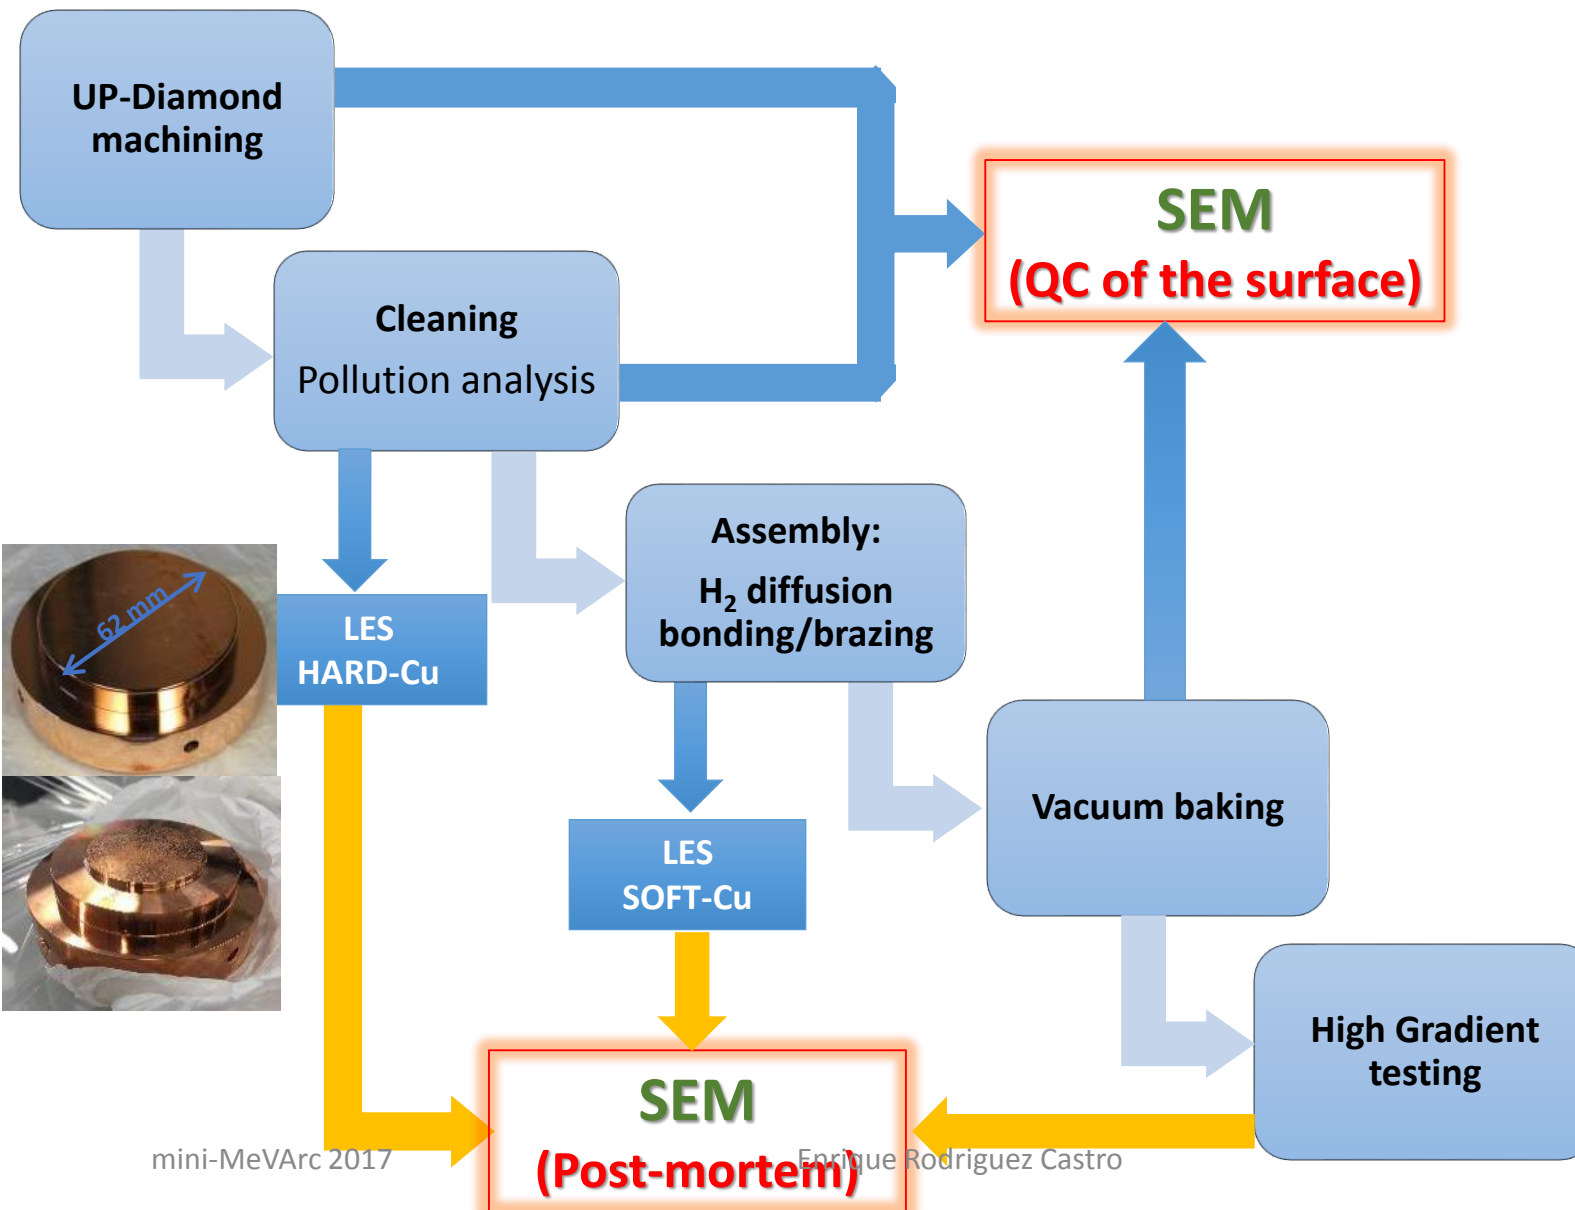 UP-Diamond
machining
SEM
(QC of the surface)
Cleaning
Pollution analysis
Assembly:
H₂ diffusion
bonding/brazing
62 mm
LES
HARD-Cu
Vacuum baking
LES
SOFT-Cu
High Gradient
testing
SEM
(Post-mortem)
mini-MeVArc 2017
Enrique Rodriguez Castro